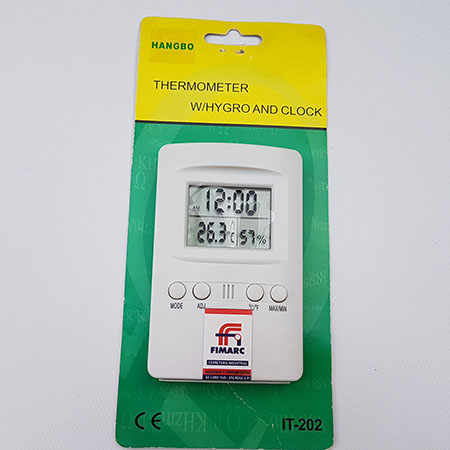 HANGBO
THERMOMETER
W/HYGRO AND CLOCK
AM 12:00
26.3°C 57%
MODE ADJ °C/°F MAX/MIN
FIMARC
FERRETERIA INDUSTRIAL
CE IT-202